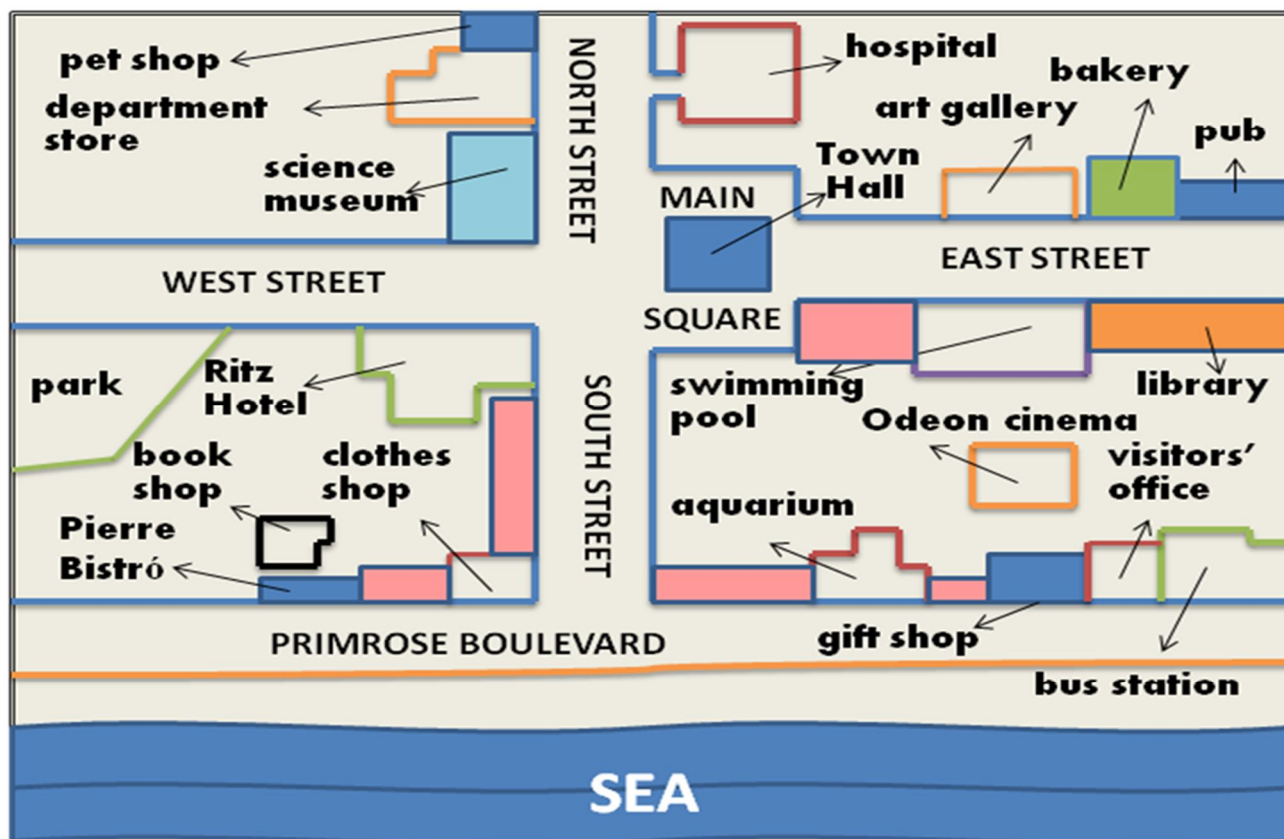 pet shop
department
store
science
museum
NORTH STREET
hospital
bakery
art gallery
pub
Town
Hall
MAIN
SQUARE
WEST STREET
EAST STREET
park
Ritz
Hotel
book
shop
clothes
shop
Pierre
Bistró
SOUTH STREET
swimming
pool
library
Odeon cinema
visitors’
office
aquarium
PRIMROSE BOULEVARD
gift shop
bus station
SEA